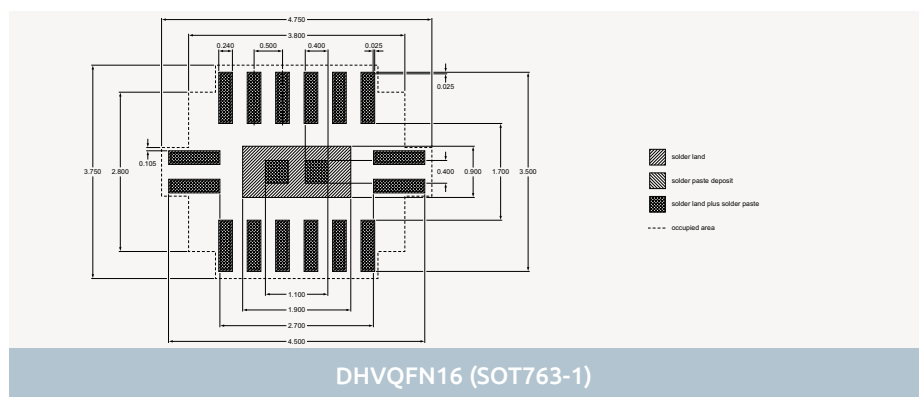 4.750
3.800
0.240 0.500 0.400 0.025
0.025
0.105
3.750 2.800 0.400 0.900 1.700 3.500
solder land
solder paste deposit
solder land plus solder paste
occupied area
1.100
1.900
2.700
4.500
DHVQFN16 (SOT763-1)